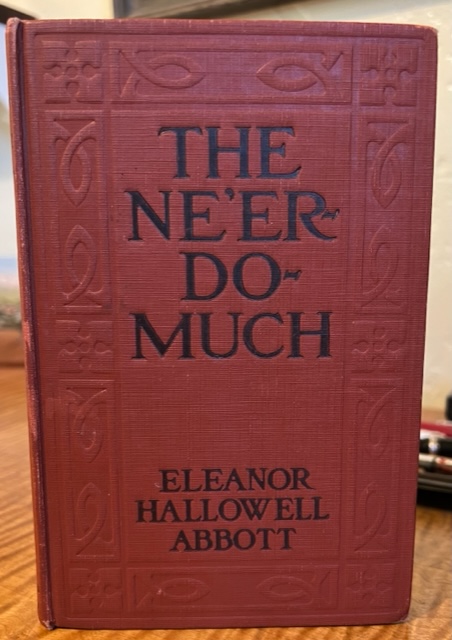 THE
NE'ER-
DO-
MUCH
ELEANOR
HALLOWELL
ABBOTT